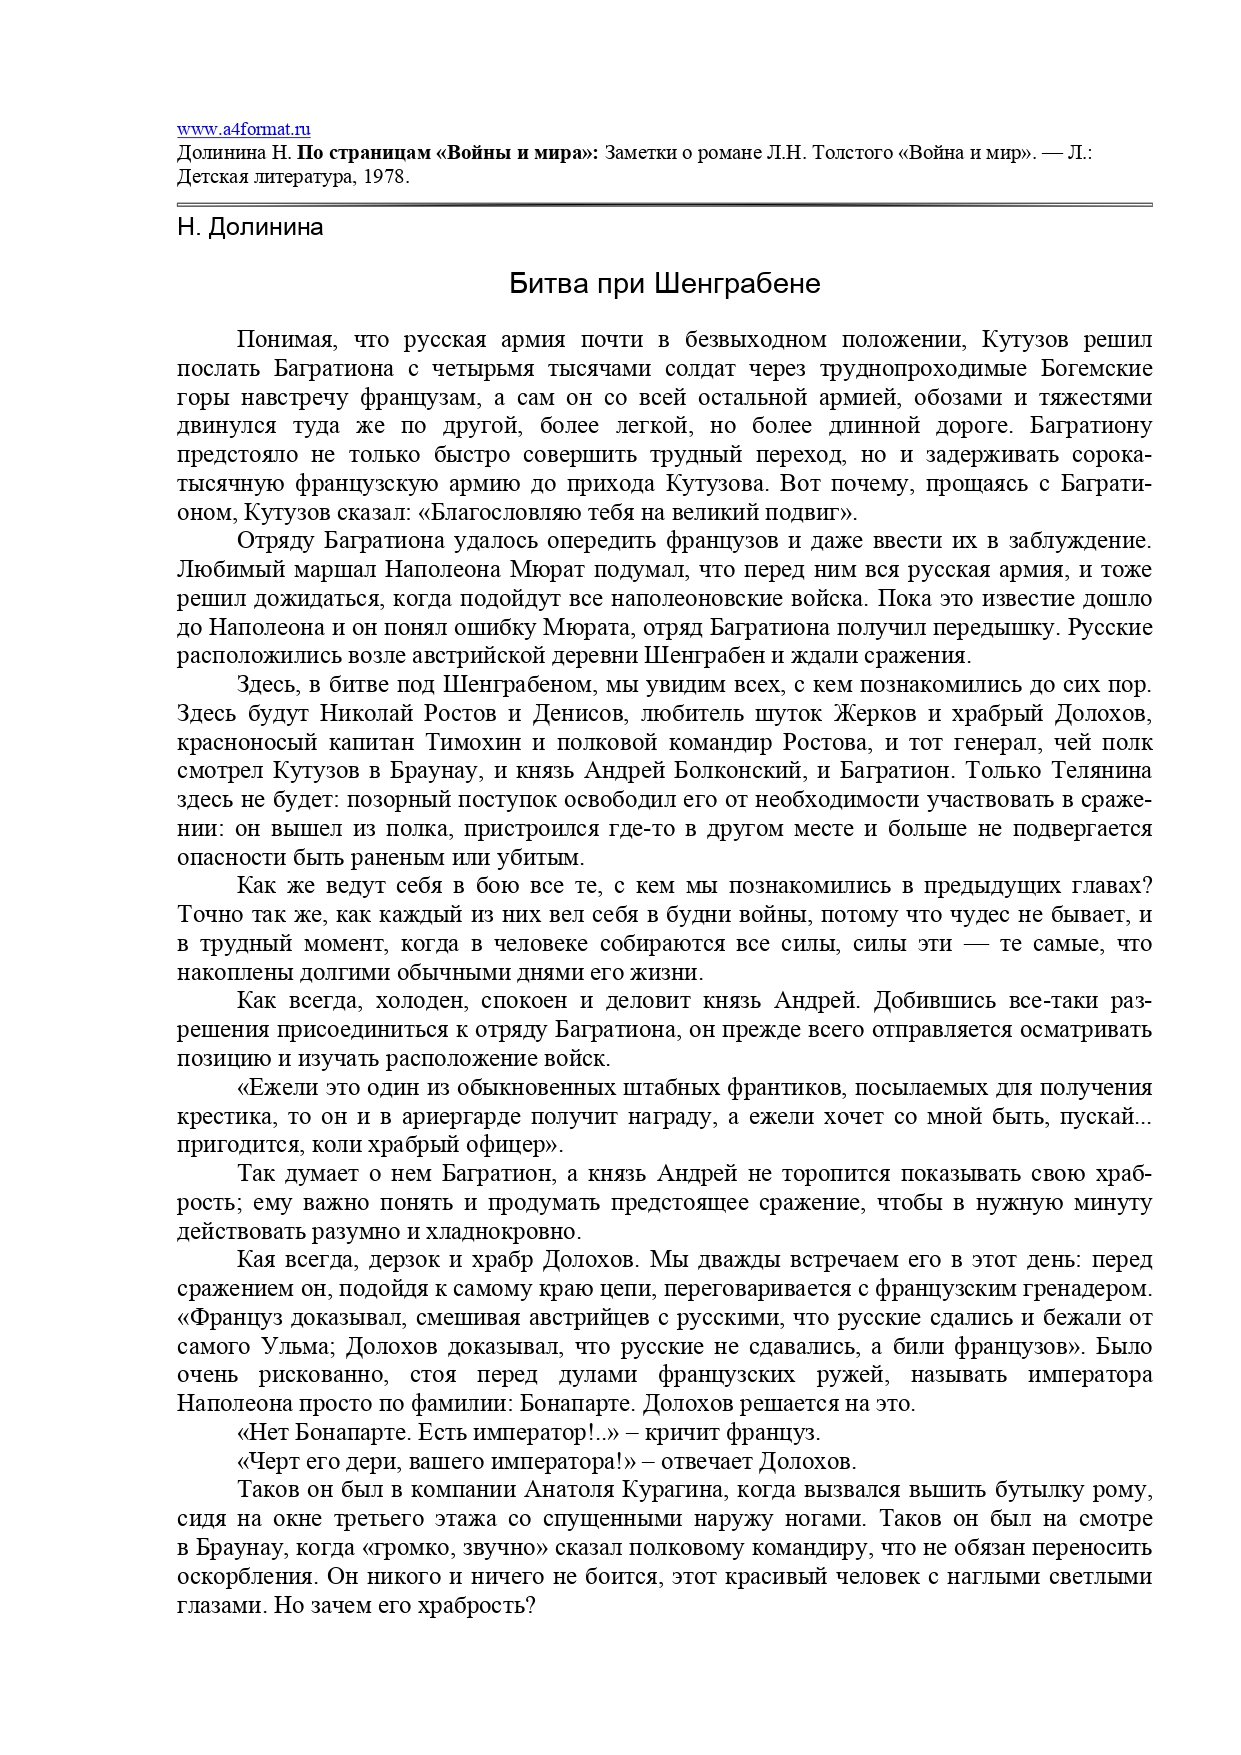 www.a4format.ru
Долинина Н. По страницам «Войны и мира»: Заметки о романе Л.Н. Толстого «Война и мир». — Л.:
Детская литература, 1978.
Н. Долинина
Битва при Шенграбене
Понимая, что русская армия почти в безвыходном положении, Кутузов решил
послать Багратиона с четырьмя тысячами солдат через труднопроходимые Богемские
горы навстречу французам, а сам он со всей остальной армией, обозами и тяжестями
двинулся туда же по другой, более легкой, но более длинной дороге. Багратиону
предстояло не только быстро совершить трудный переход, но и задерживать сорока-
тысячную французскую армию до прихода Кутузова. Вот почему, прощаясь с Баграти-
оном, Кутузов сказал: «Благословляю тебя на великий подвиг».
Отряду Багратиона удалось опередить французов и даже ввести их в заблуждение.
Любимый маршал Наполеона Мюрат подумал, что перед ним вся русская армия, и тоже
решил дожидаться, когда подойдут все наполеоновские войска. Пока это известие дошло
до Наполеона и он понял ошибку Мюрата, отряд Багратиона получил передышку. Русские
расположились возле австрийской деревни Шенграбен и ждали сражения.
Здесь, в битве под Шенграбеном, мы увидим всех, с кем познакомились до сих пор.
Здесь будут Николай Ростов и Денисов, любитель шуток Жерков и храбрый Долохов,
красноносый капитан Тимохин и полковой командир Ростова, и тот генерал, чей полк
смотрел Кутузов в Браунау, и князь Андрей Болконский, и Багратион. Только Телянина
здесь не будет: позорный поступок освободил его от необходимости участвовать в сраже-
нии: он вышел из полка, пристроился где-то в другом месте и больше не подвергается
опасности быть раненым или убитым.
Как же ведут себя в бою все те, с кем мы познакомились в предыдущих главах?
Точно так же, как каждый из них вел себя в будни войны, потому что чудес не бывает, и
в трудный момент, когда в человеке собираются все силы, силы эти — те самые, что
накоплены долгими обычными днями его жизни.
Как всегда, холоден, спокоен и деловит князь Андрей. Добившись все-таки раз-
решения присоединиться к отряду Багратиона, он прежде всего отправляется осматривать
позицию и изучать расположение войск.
«Ежели это один из обыкновенных штабных франтиков, посылаемых для получения
крестика, то он и в ариергарде получит награду, а ежели хочет со мной быть, пускай...
пригодится, коли храбрый офицер».
Так думает о нем Багратион, а князь Андрей не торопится показывать свою храб-
рость; ему важно понять и продумать предстоящее сражение, чтобы в нужную минуту
действовать разумно и хладнокровно.
Кая всегда, дерзок и храбр Долохов. Мы дважды встречаем его в этот день: перед
сражением он, подойдя к самому краю цепи, переговаривается с французским гренадером.
«Француз доказывал, смешивая австрийцев с русскими, что русские сдались и бежали от
самого Ульма; Долохов доказывал, что русские не сдавались, а били французов». Было
очень рискованно, стоя перед дулами французских ружей, называть императора
Наполеона просто по фамилии: Бонапарте. Долохов решается на это.
«Нет Бонапарте. Есть император!..» – кричит француз.
«Черт его дери, вашего императора!» – отвечает Долохов.
Таков он был в компании Анатоля Курагина, когда вызвался вьшить бутылку рому,
сидя на окне третьего этажа со спущенными наружу ногами. Таков он был на смотре
в Браунау, когда «громко, звучно» сказал полковому командиру, что не обязан переносить
оскорбления. Он никого и ничего не боится, этот красивый человек с наглыми светлыми
глазами. Но зачем его храбрость?